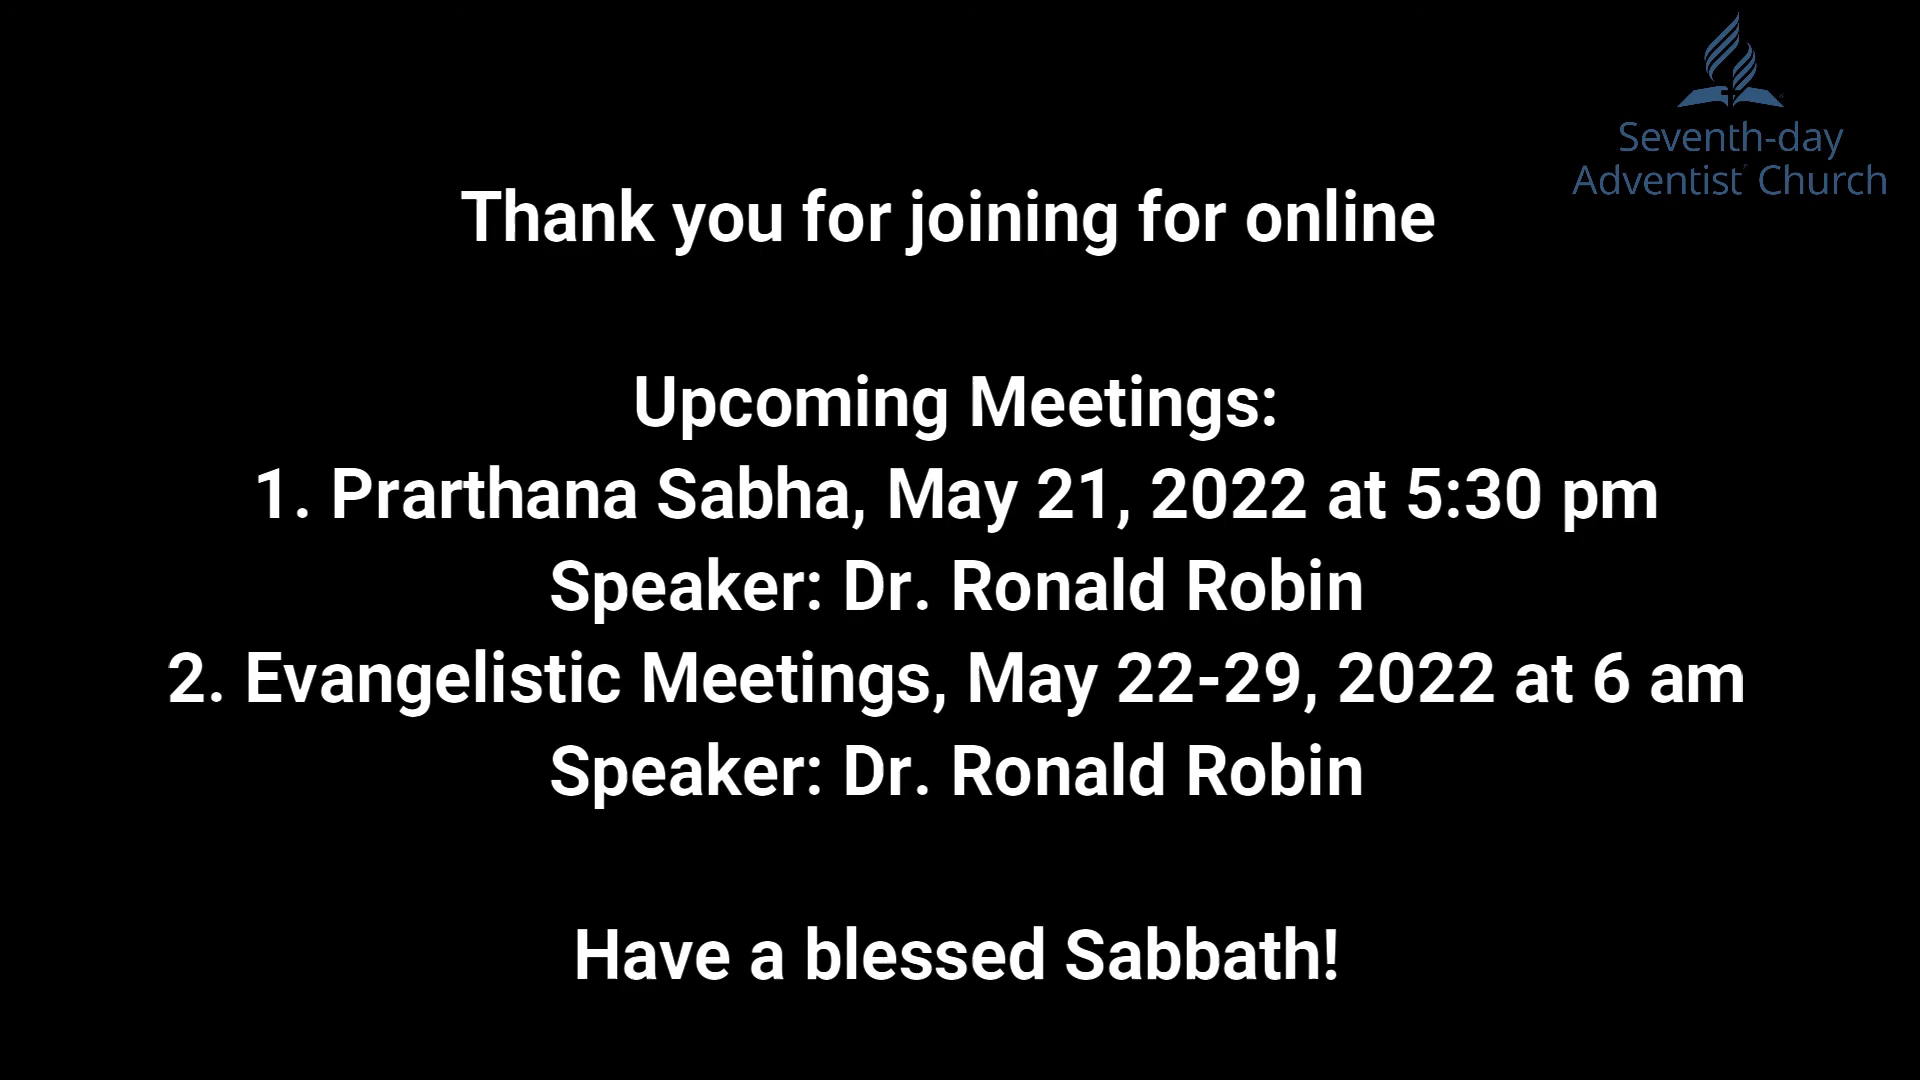 Seventh-day
Adventist Church
Thank you for joining for online
Upcoming Meetings:
1. Prarthana Sabha, May 21, 2022 at 5:30 pm
Speaker: Dr. Ronald Robin
2. Evangelistic Meetings, May 22-29, 2022 at 6 am
Speaker: Dr. Ronald Robin
Have a blessed Sabbath!